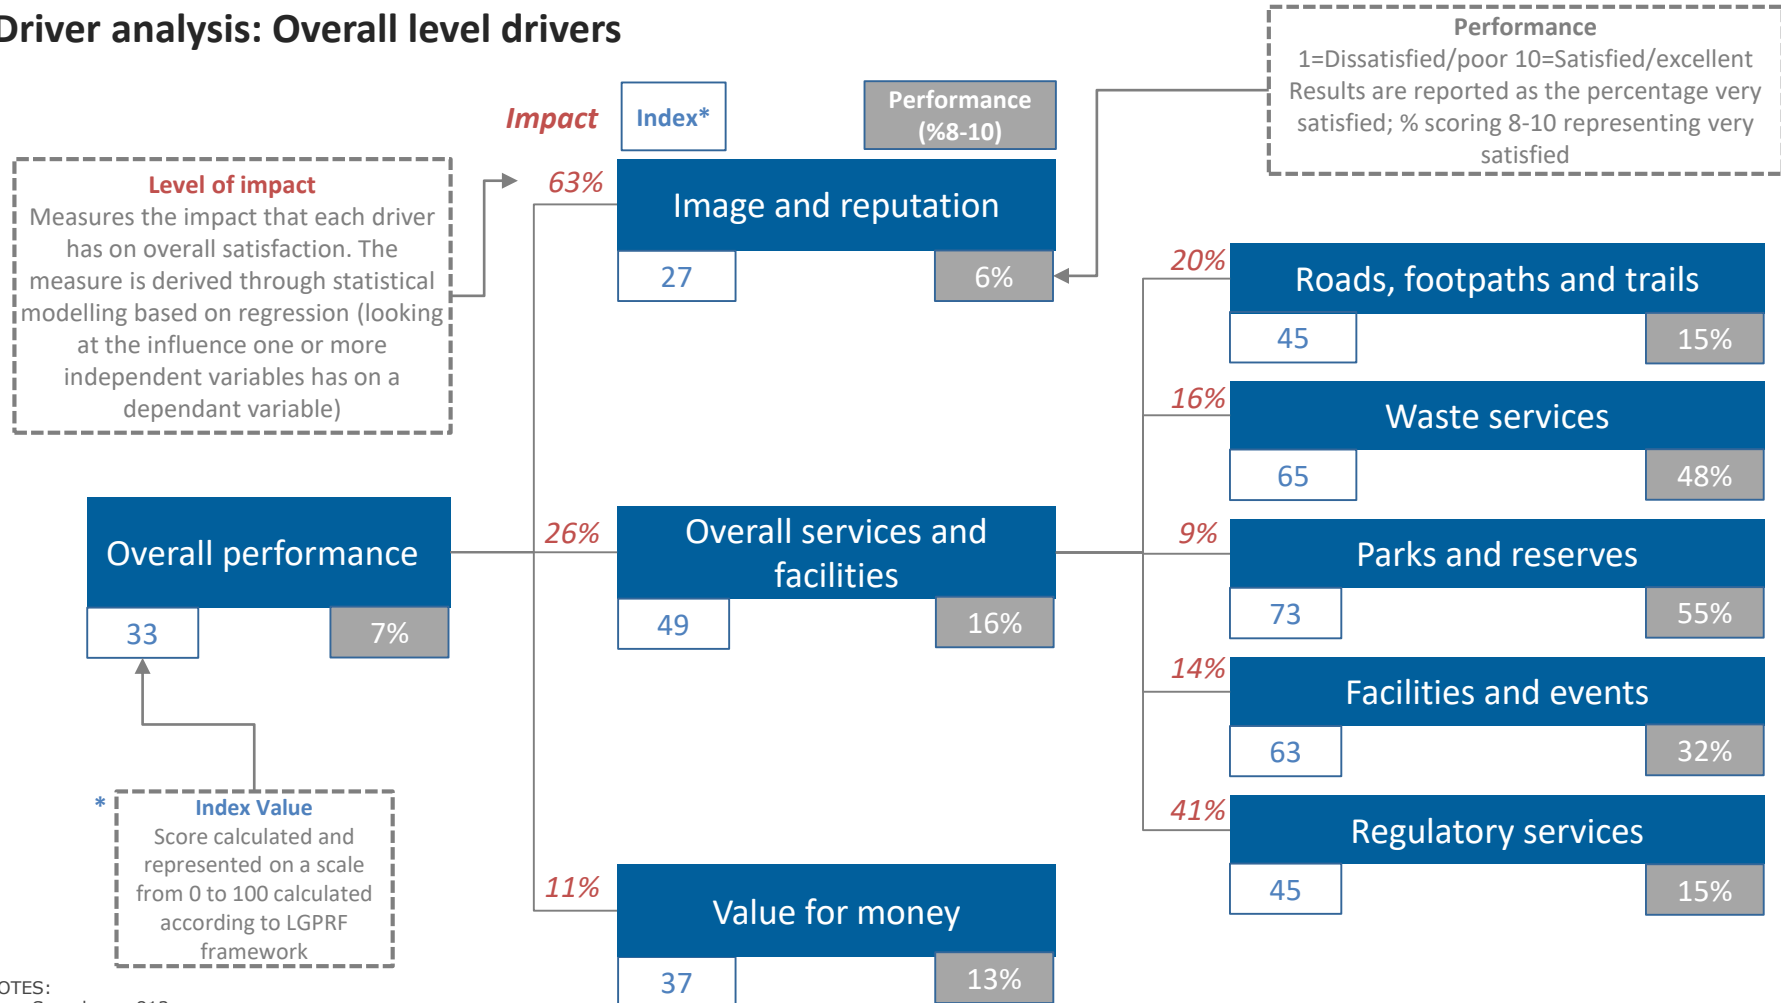 Driver analysis: Overall level drivers
Performance
1=Dissatisfied/poor 10=Satisfied/excellent
Results are reported as the percentage very
satisfied; % scoring 8-10 representing very
satisfied
Impact
Index*
Performance
(%8-10)
Level of impact
Measures the impact that each driver
has on overall satisfaction. The
measure is derived through statistical
modelling based on regression (looking
at the influence one or more
independent variables has on a
dependant variable)
63%
Image and reputation
27
6%
20%
Roads, footpaths and trails
45
15%
16%
Waste services
65
48%
Overall performance
33
7%
26%
Overall services and
facilities
49
16%
9%
Parks and reserves
73
55%
14%
Facilities and events
63
32%
41%
Regulatory services
45
15%
* Index Value
Score calculated and
represented on a scale
from 0 to 100 calculated
according to LGPRF
framework
11%
Value for money
37
13%
OTES: